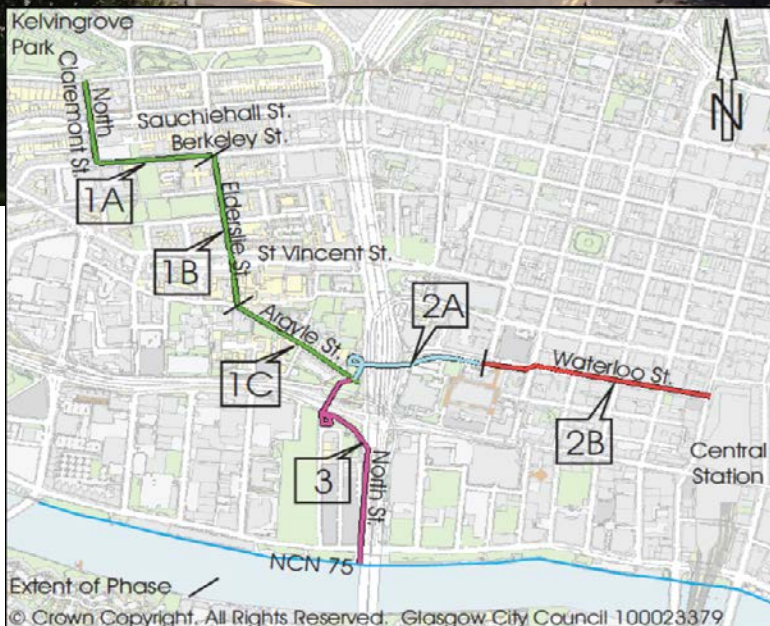 Kelvingrove
Park
North
Claremont St.
Sauchiehall St.
Berkeley St.
N
1A
Elderslie St.
1B
St Vincent St.
2A
Argyle St.
Waterloo St.
1C
2B
Central
Station
3
North St.
NCN 75
Extent of Phase
© Crown Copyright. All Rights Reserved. Glasgow City Council 100023379